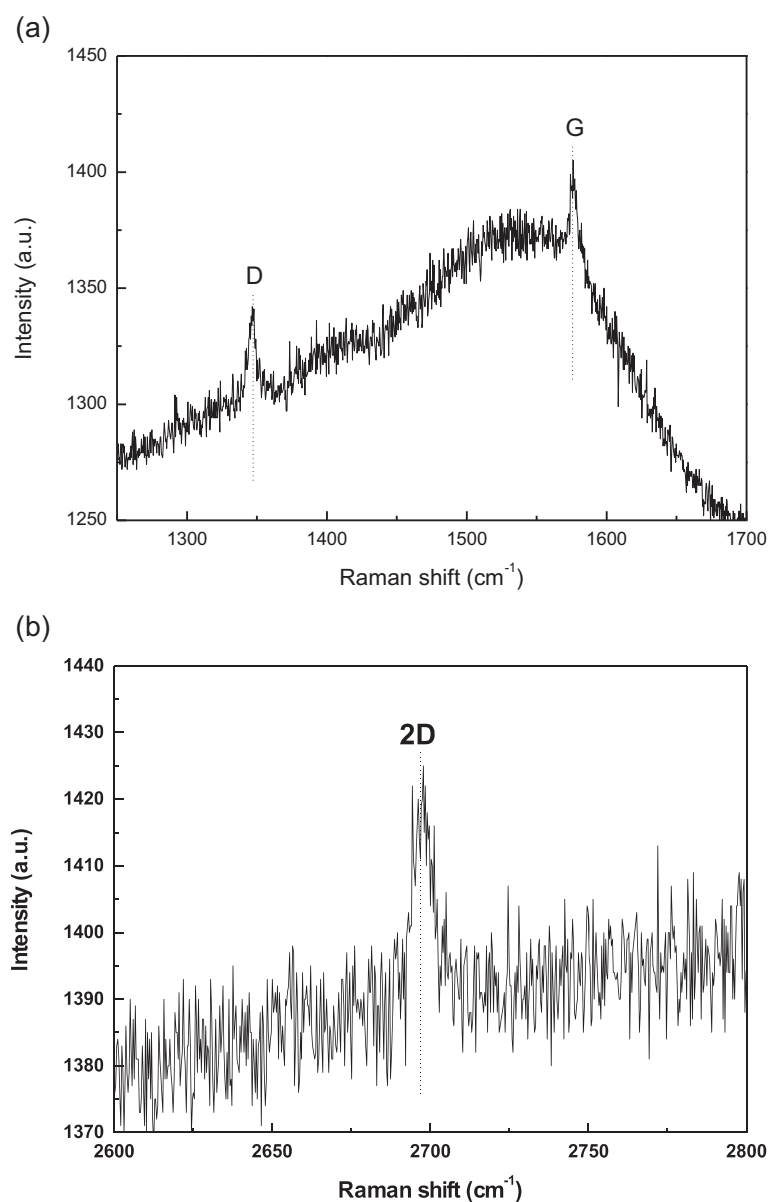 (a)
1450
1400
1350
1300
1250
Intensity (a.u.)
D
G
1300 1400 1500 1600 1700
Raman shift (cm⁻¹)
(b)
1440
1430
1420
1410
1400
1390
1380
1370
Intensity (a.u.)
2D
2600 2650 2700 2750 2800
Raman shift (cm⁻¹)